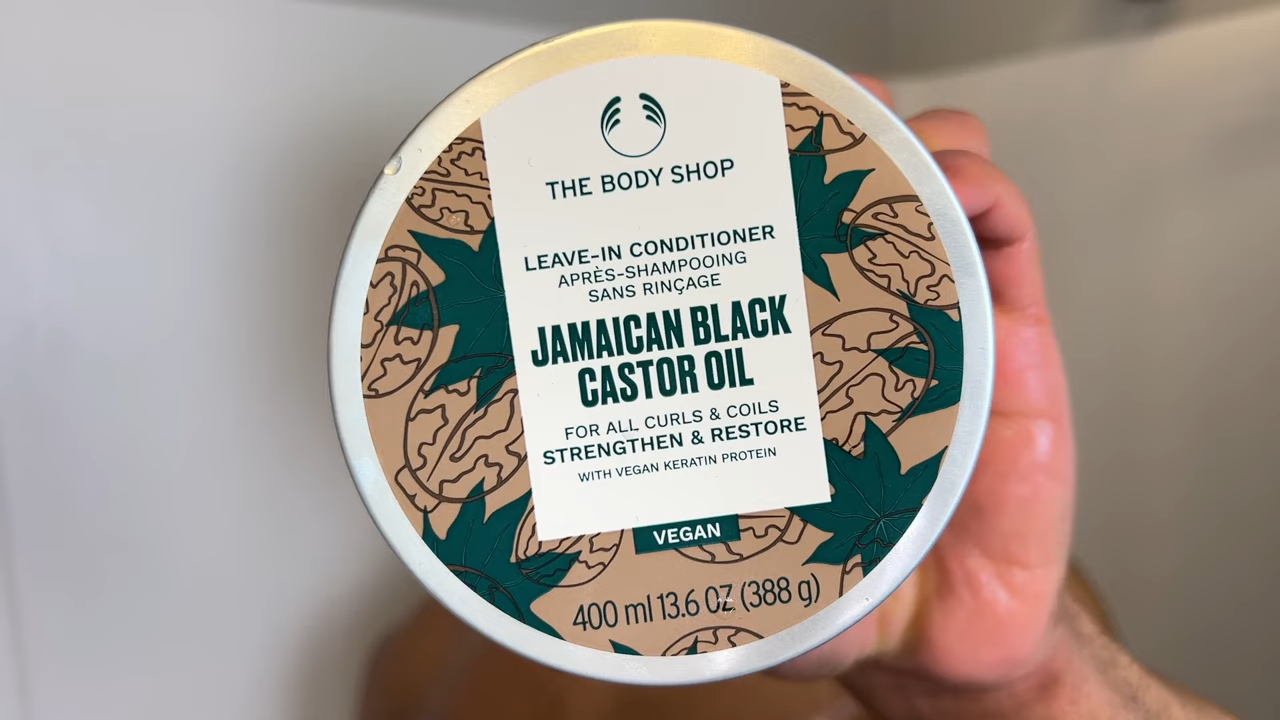 THE BODY SHOP
LEAVE-IN CONDITIONER
APRÈS-SHAMPOOING
SANS RINÇAGE
JAMAICAN BLACK
CASTOR OIL
FOR ALL CURLS & COILS
STRENGTHEN & RESTORE
WITH VEGAN KERATIN PROTEIN
VEGAN
400 ml 13.6 OZ (388 g)